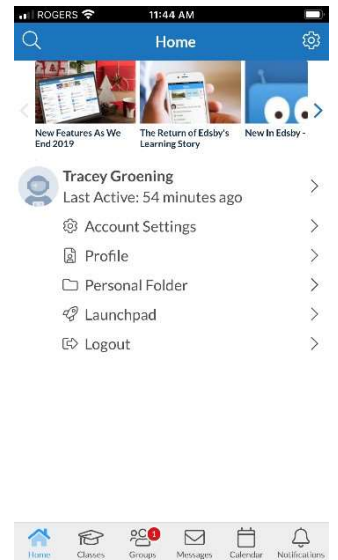 ROGERS 11:44 AM
Home
New Features As We End 2019
The Return of Edsby's Learning Story
New In Edsby -
Tracey Groening
Last Active: 54 minutes ago
Account Settings
Profile
Personal Folder
Launchpad
Logout
1
Home Classes Groups Messages Calendar Notifications